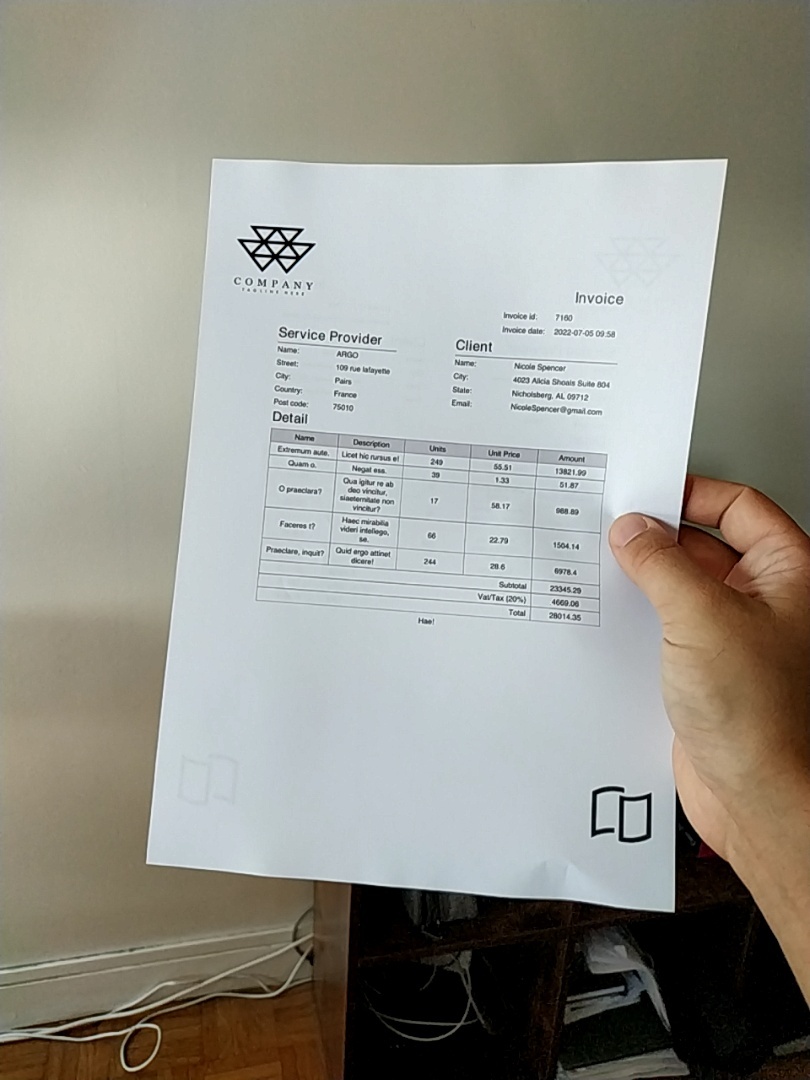 COMPANY
TAGLINE HERE
Invoice
Invoice id: 7160
Invoice date: 2022-07-05 09:58
Service Provider
Name: ARGO
Street: 109 rue lafayette
City: Pairs
Country: France
Post code: 75010
Client
Name: Nicole Spencer
City: 4023 Alicia Shoals Suite 804
State: Nicholsberg, AL 09712
Email: NicoleSpencer@gmail.com
Detail
Name Description Units Unit Price Amount
Extremum aute. Licet hic rursus e! 249 55.51 13821.99
Quam o. Negat ess. 39 1.33 51.87
O praeclara? Qua igitur re ab
deo vincitur,
siaeternitate non
vincitur? 17 58.17 988.89
Faceres t? Haec mirabilia
videri intellego,
se. 66 22.79 1504.14
Praeclare, inquit? Quid ergo attinet
dicere! 244 28.6 6978.4
Subtotal 23345.29
Vat/Tax (20%) 4669.06
Total 28014.35
Hae!